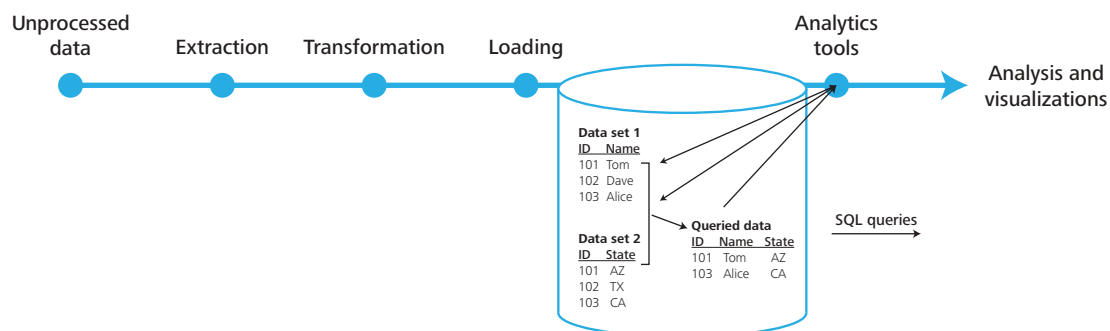 Unprocessed
data
Extraction
Transformation
Loading
Analytics
tools
Analysis and
visualizations
Data set 1
ID Name
101 Tom
102 Dave
103 Alice
Data set 2
ID State
101 AZ
102 TX
103 CA
Queried data
ID Name State
101 Tom AZ
103 Alice CA
SQL queries